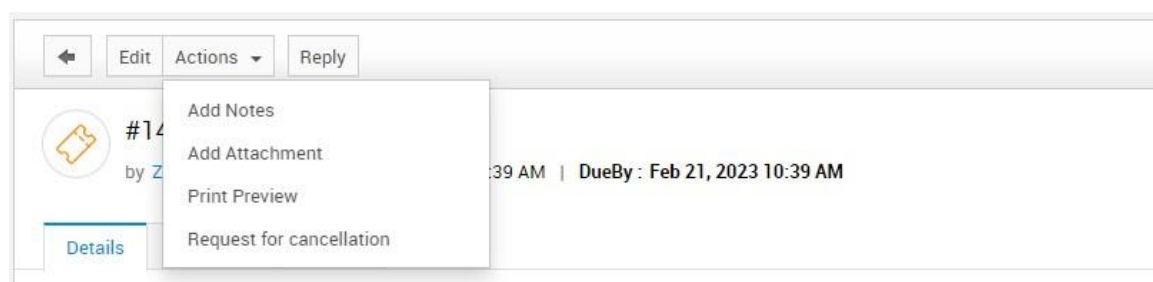 Edit Actions Reply
Add Notes
#14
Add Attachment
by Z :39 AM | DueBy : Feb 21, 2023 10:39 AM
Print Preview
Request for cancellation
Details